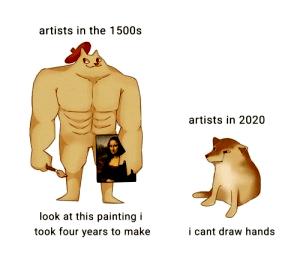 artists in the 1500s
look at this painting i
took four years to make
artists in 2020
i cant draw hands